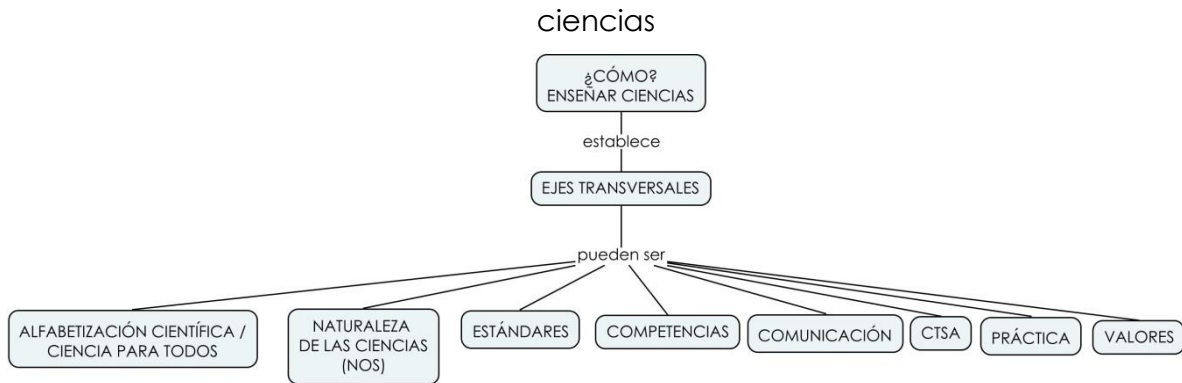 ciencias
¿CÓMO?
ENSEÑAR CIENCIAS
establece
EJES TRANSVERSALES
pueden ser
ALFABETIZACIÓN CIENTÍFICA /
CIENCIA PARA TODOS
NATURALEZA
DE LAS CIENCIAS
(NOS)
ESTÁNDARES
COMPETENCIAS
COMUNICACIÓN
CTSA
PRÁCTICA
VALORES